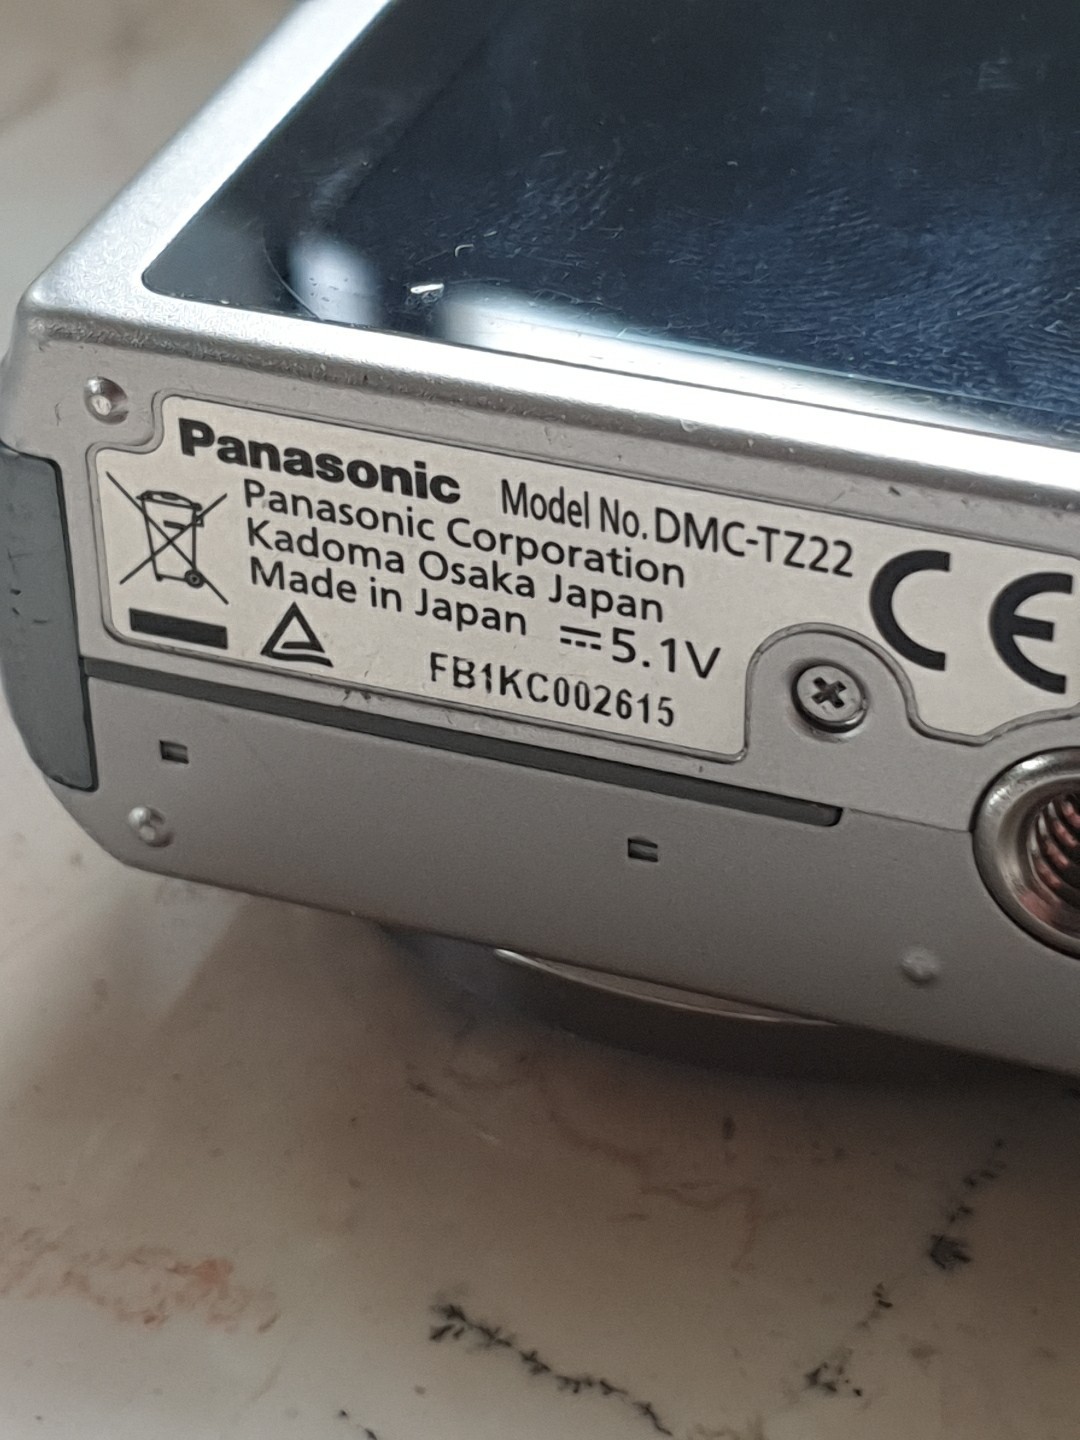 Panasonic Model No. DMC-TZ22
Panasonic Corporation
Kadoma Osaka Japan
Made in Japan ⎓5.1V
FB1KC002615
CE